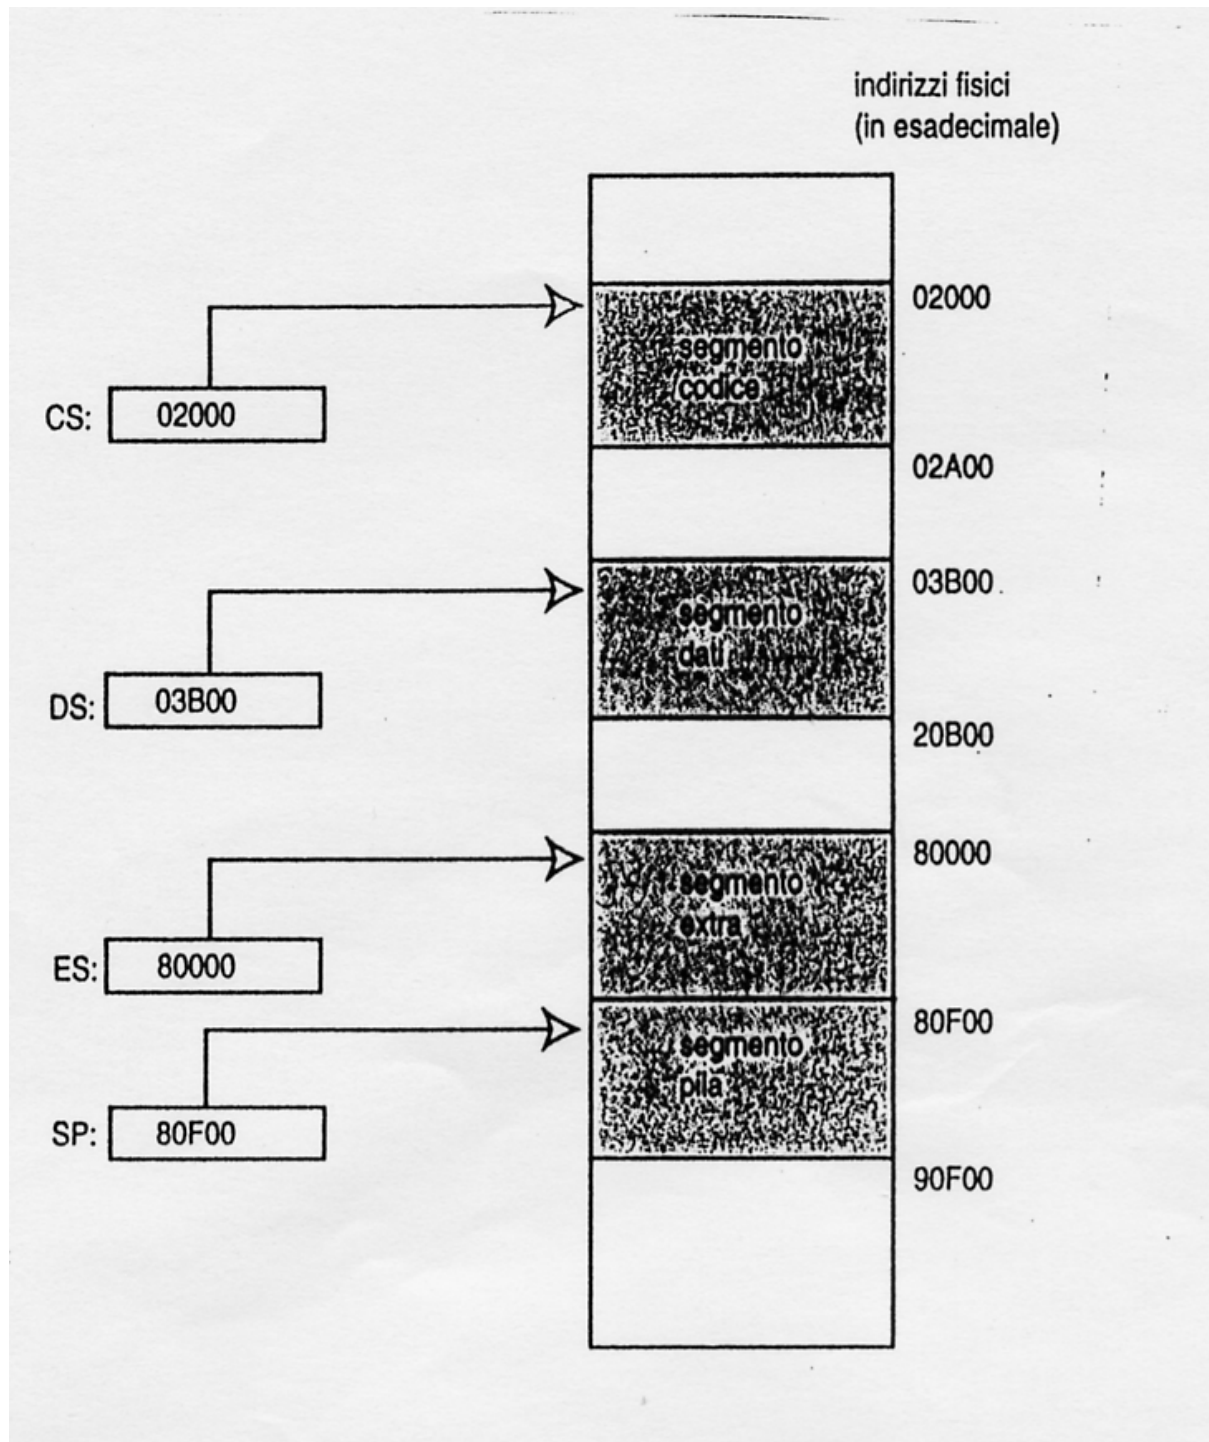 indirizzi fisici
(in esadecimale)
02000
segmento
codice
CS: 02000
02A00
03B00
segmento
dati
DS: 03B00
20B00
80000
segmento
extra
ES: 80000
80F00
segmento
pila
SP: 80F00
90F00